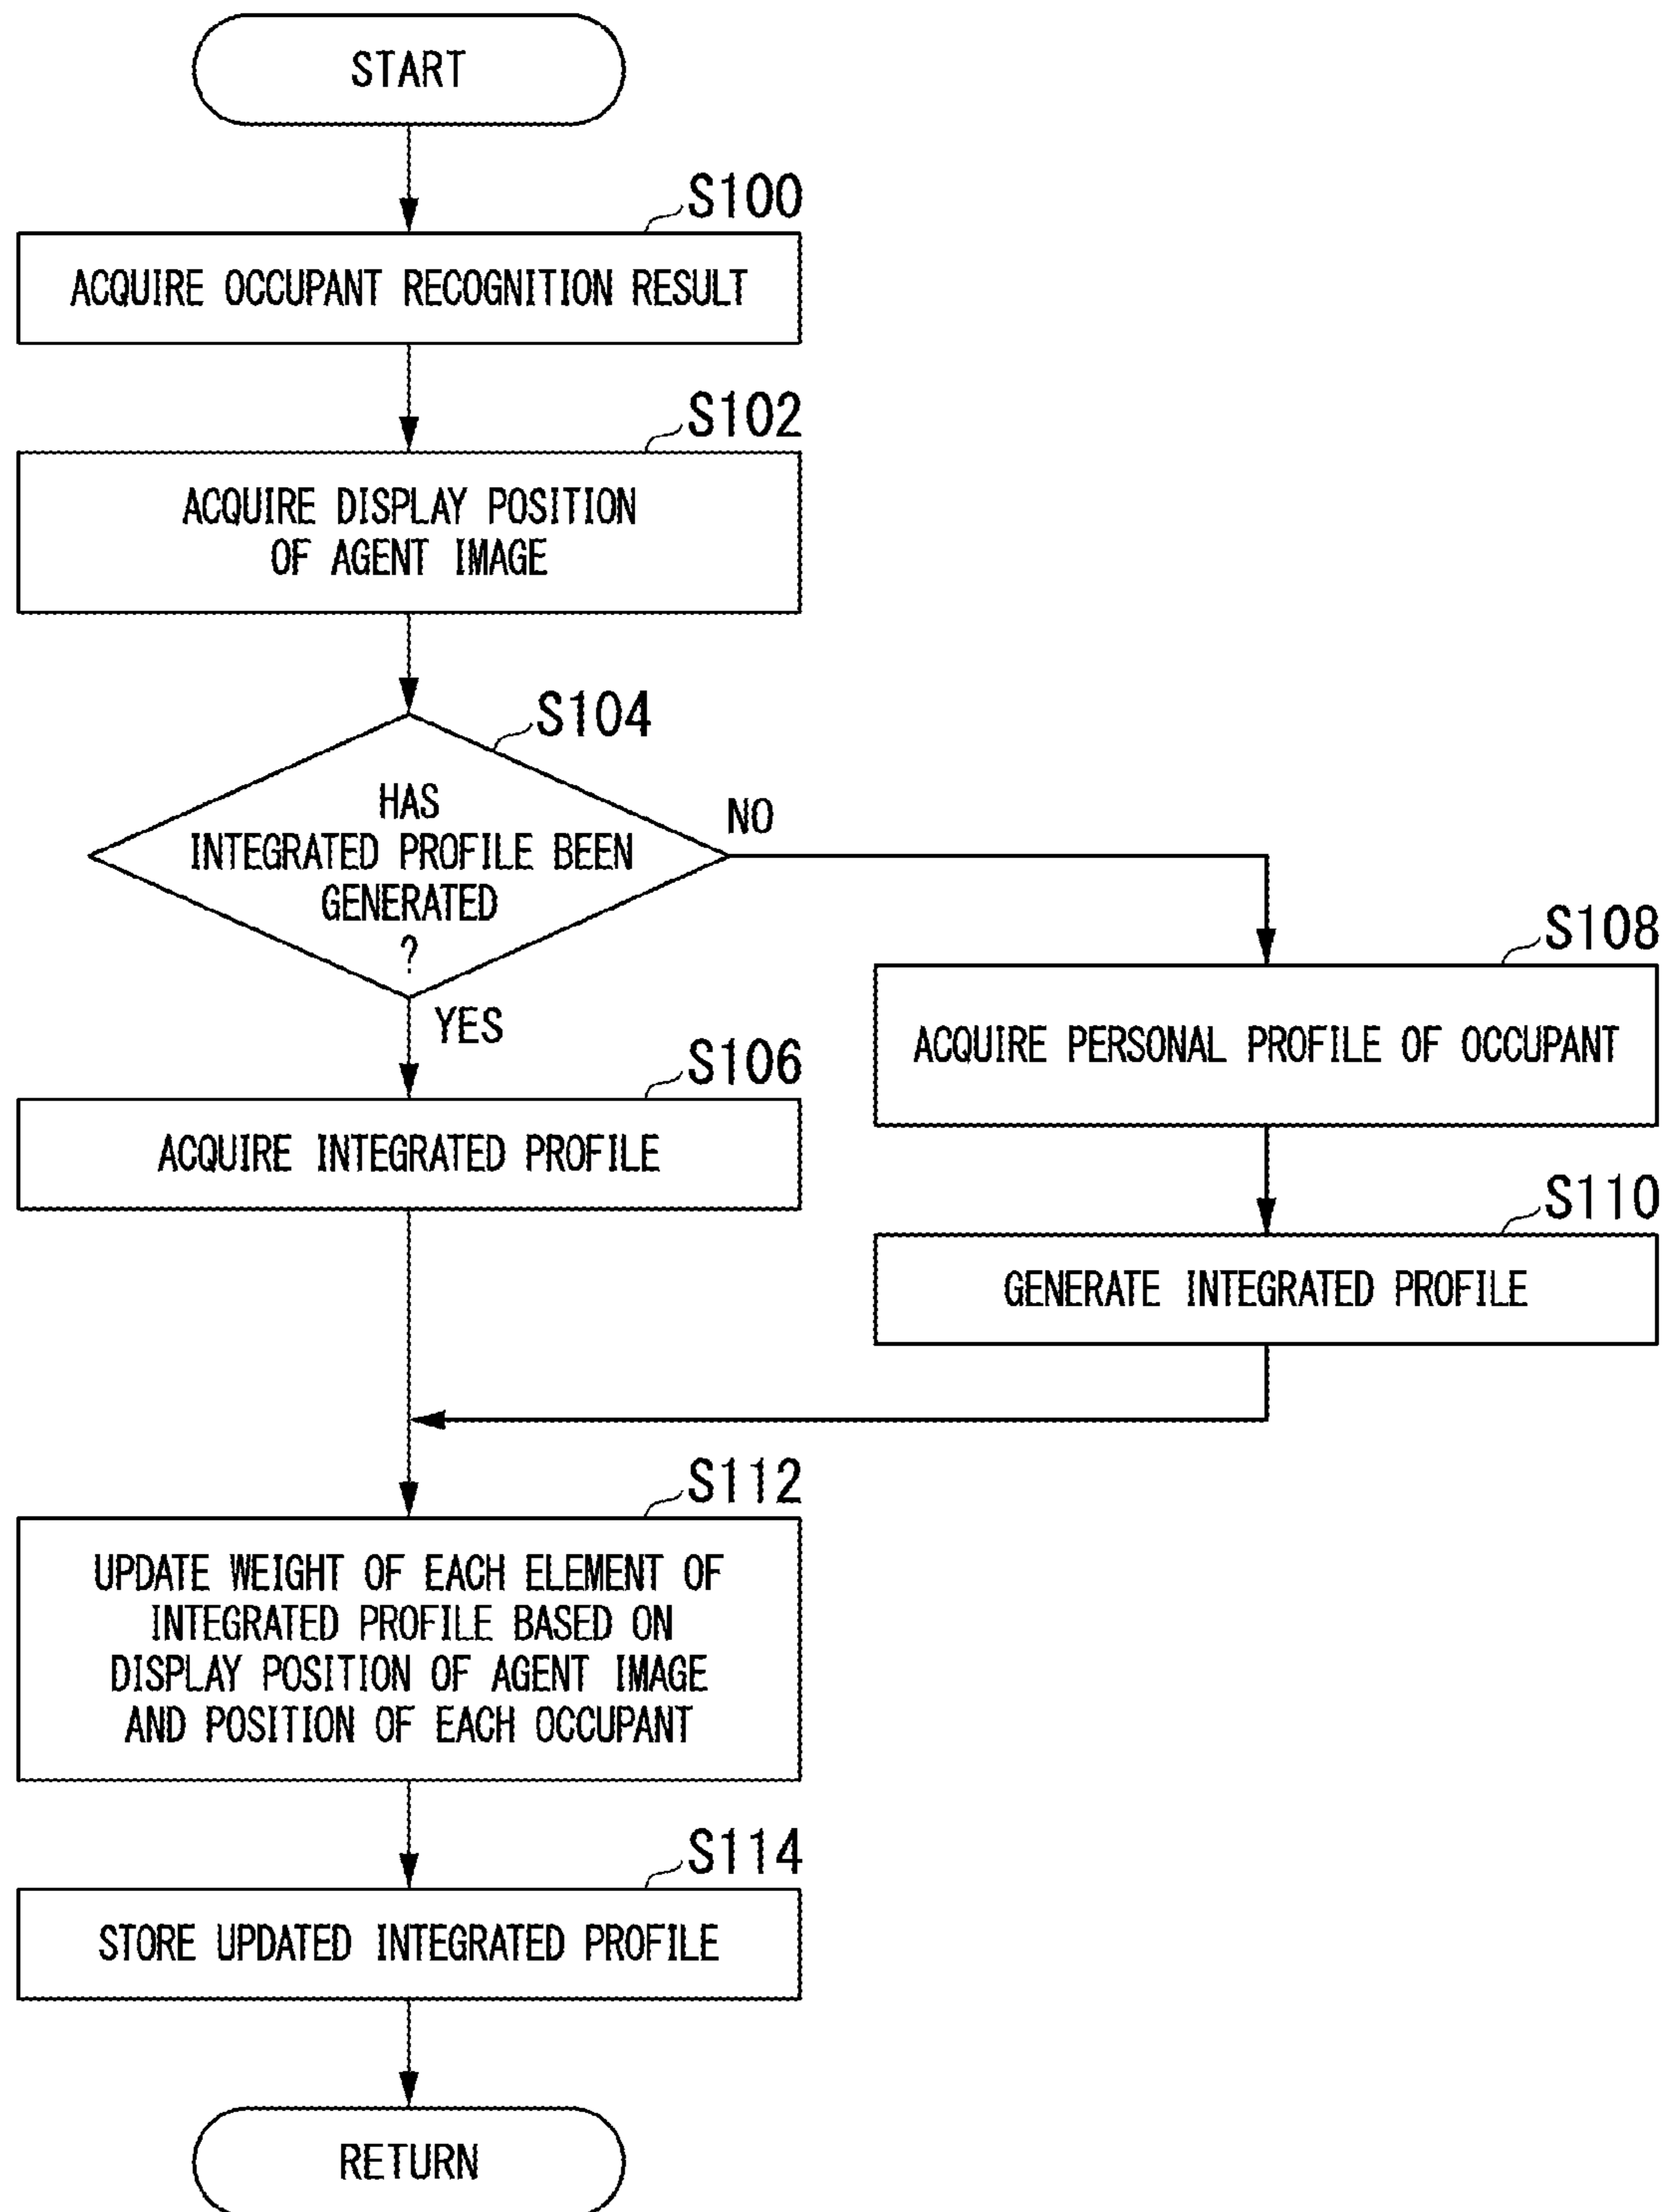 START
S100
ACQUIRE OCCUPANT RECOGNITION RESULT
S102
ACQUIRE DISPLAY POSITION
OF AGENT IMAGE
S104
HAS
INTEGRATED PROFILE BEEN
GENERATED
?
NO
YES
S106
ACQUIRE INTEGRATED PROFILE
S108
ACQUIRE PERSONAL PROFILE OF OCCUPANT
S110
GENERATE INTEGRATED PROFILE
S112
UPDATE WEIGHT OF EACH ELEMENT OF
INTEGRATED PROFILE BASED ON
DISPLAY POSITION OF AGENT IMAGE
AND POSITION OF EACH OCCUPANT
S114
STORE UPDATED INTEGRATED PROFILE
RETURN